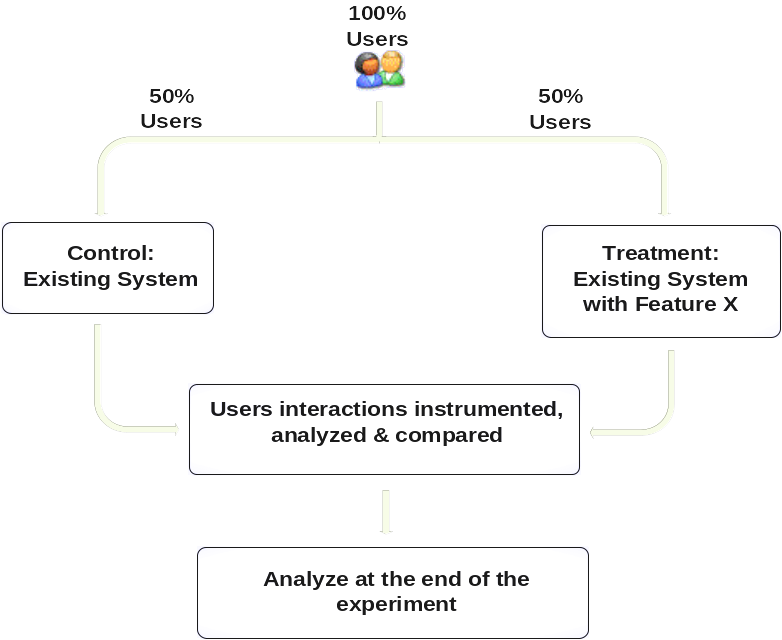 100%
Users
50%
Users
50%
Users
Control:
Existing System
Treatment:
Existing System
with Feature X
Users interactions instrumented,
analyzed & compared
Analyze at the end of the
experiment